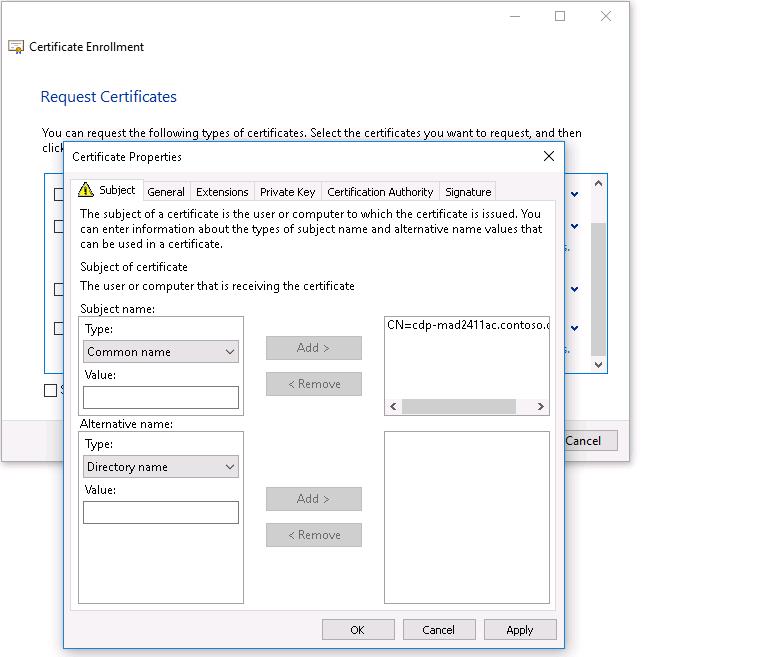 Certificate Enrollment
Request Certificates
You can request the following types of certificates. Select the certificates you want to request, and then
Certificate Properties
Subject
General
Extensions
Private Key
Certification Authority
Signature
The subject of a certificate is the user or computer to which the certificate is issued. You
can enter information about the types of subject name and alternative name values that
can be used in a certificate.
Subject of certificate
The user or computer that is receiving the certificate
Subject name:
Type:
Common name
Value:
Add >
< Remove
CN=cdp-mad2411ac.contoso.c
Alternative name:
Type:
Directory name
Value:
Add >
< Remove
OK
Cancel
Apply
Cancel